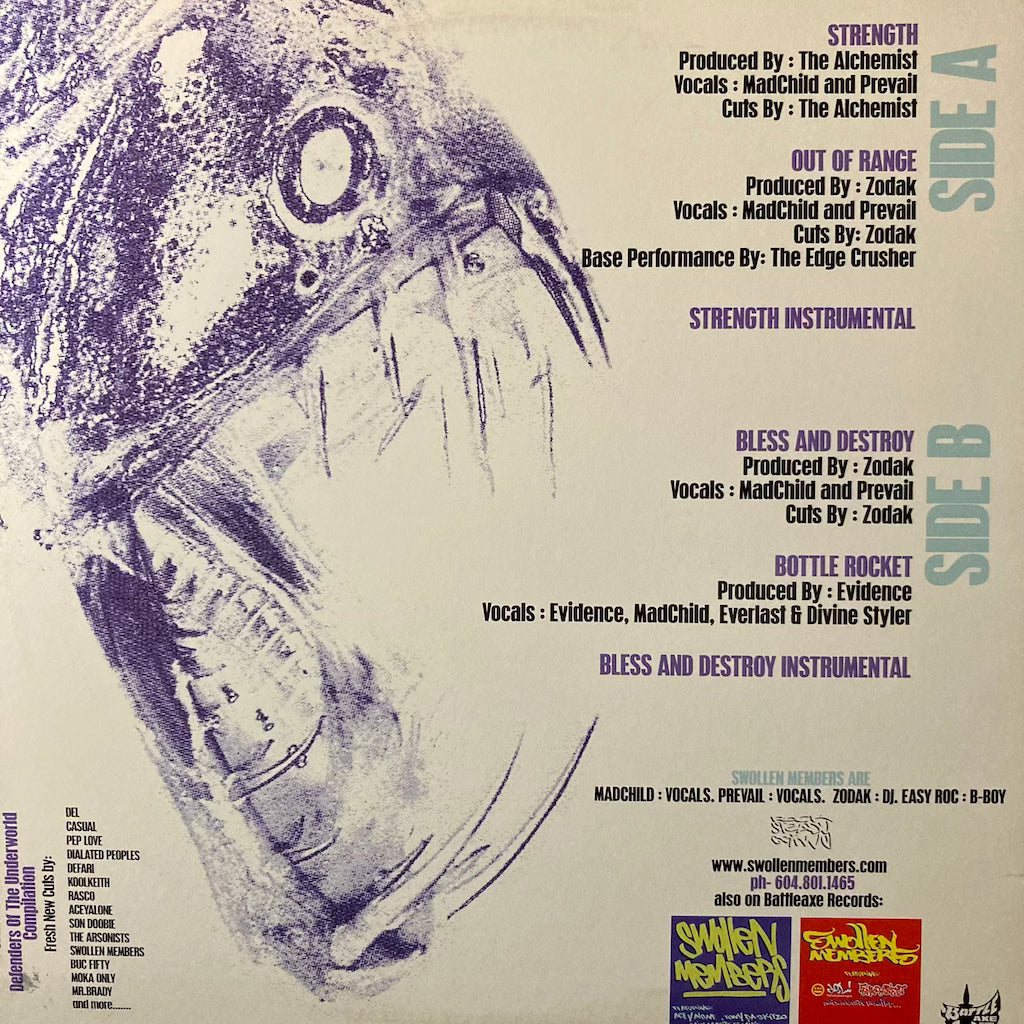 STRENGTH
Produced By : The Alchemist
Vocals : MadChild and Prevail
Cuts By : The Alchemist
OUT OF RANGE
Produced By : Zodak
Vocals : MadChild and Prevail
Cuts By: Zodak
Base Performance By: The Edge Crusher
STRENGTH INSTRUMENTAL
SIDE A
BLESS AND DESTROY
Produced By : Zodak
Vocals : MadChild and Prevail
Cuts By : Zodak
BOTTLE ROCKET
Produced By : Evidence
Vocals : Evidence, MadChild, Everlast & Divine Styler
BLESS AND DESTROY INSTRUMENTAL
SIDE B
SWOLLEN MEMBERS ARE
MADCHILD : VOCALS. PREVAIL : VOCALS. ZODAK : DJ. EASY ROC : B-BOY
www.swollenmembers.com
ph- 604.801.1465
also on Battleaxe Records:
SWOLLEN
MEMBERS
FEATURING:
SWOLLEN
MEMBERS
FEATURING:
BATTLE
AXE
Defenders Of The Underworld
Compilation
Fresh New Cuts by:
DEL
CASUAL
PEP LOVE
DIALATED PEOPLES
DEFARI
KOOLKEITH
RASCO
ACEYALONE
SON DOOBIE
THE ARSONISTS
SWOLLEN MEMBERS
BUC FIFTY
MOKA ONLY
MR.BRADY
and more.......